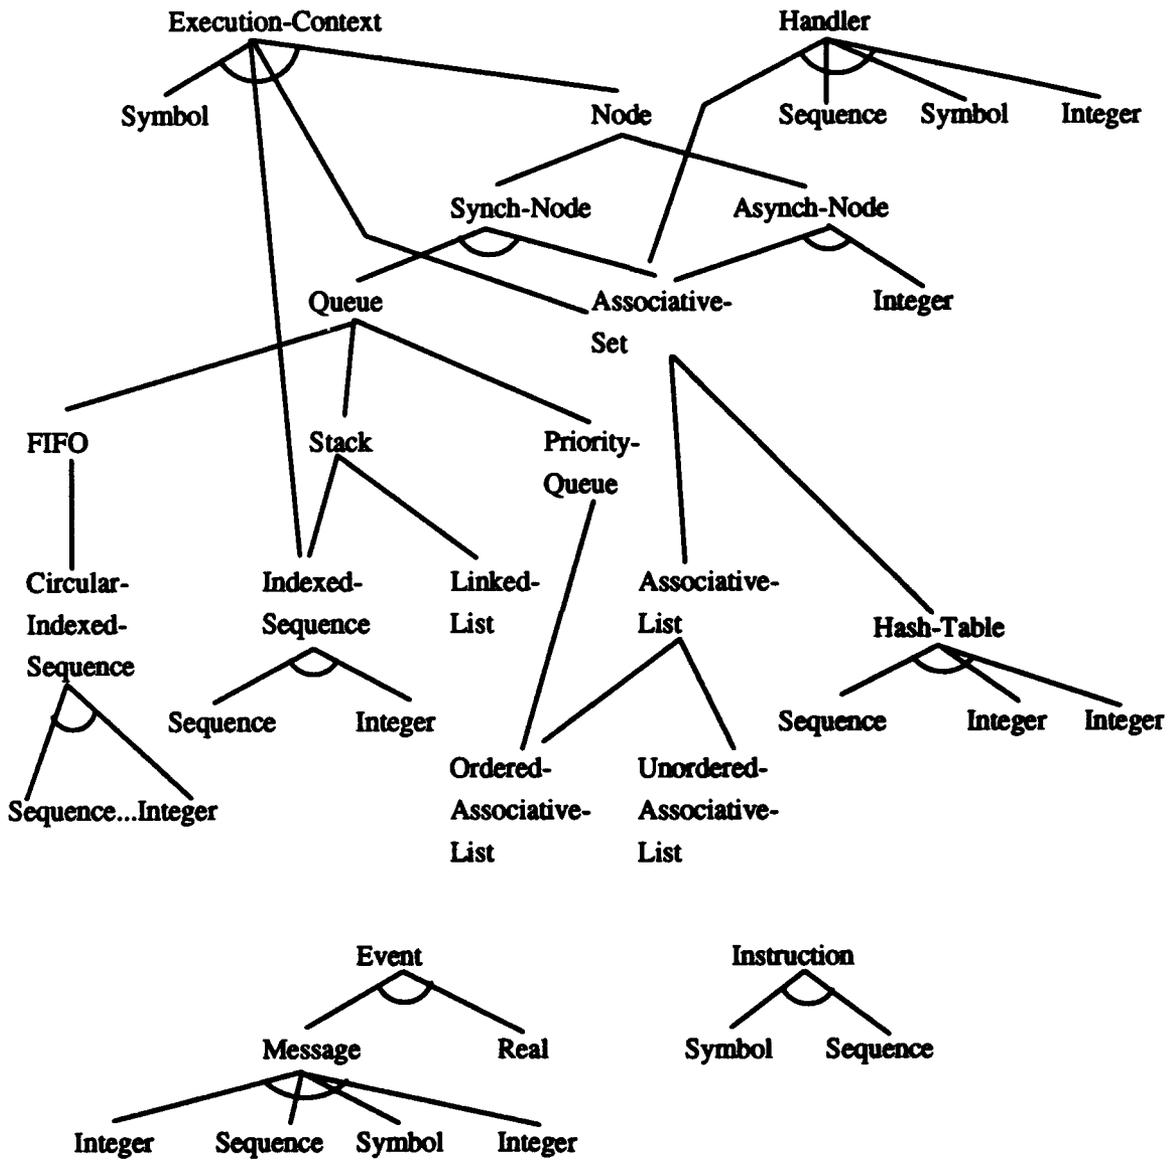 Execution-Context
Handler
Symbol
Node
Sequence
Symbol
Integer
Synch-Node
Asynch-Node
Queue
Associative-
Set
Integer
FIFO
Stack
Priority-
Queue
Circular-
Indexed-
Sequence
Indexed-
Sequence
Linked-
List
Associative-
List
Hash-Table
Sequence
Integer
Sequence
Integer
Integer
Sequence...Integer
Ordered-
Associative-
List
Unordered-
Associative-
List
Event
Instruction
Message
Real
Symbol
Sequence
Integer
Sequence
Symbol
Integer